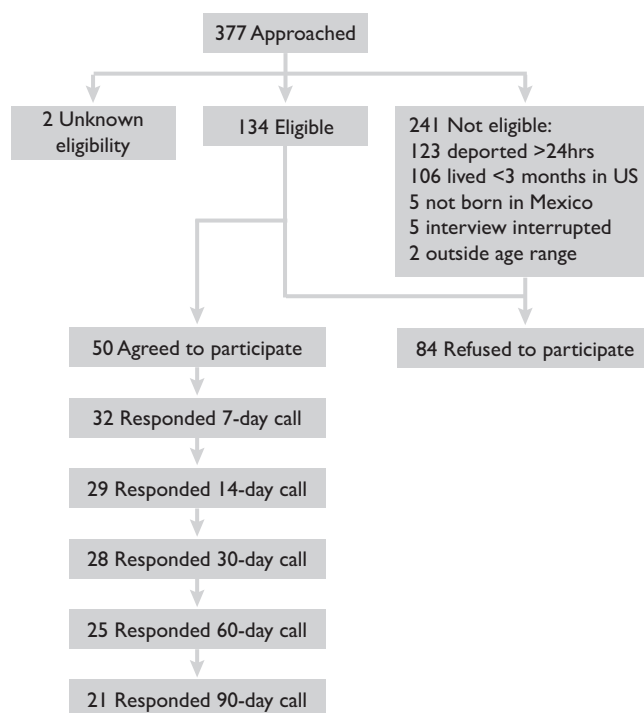 377 Approached
2 Unknown
eligibility
134 Eligible
241 Not eligible:
123 deported >24hrs
106 lived <3 months in US
5 not born in Mexico
5 interview interrupted
2 outside age range
50 Agreed to participate
84 Refused to participate
32 Responded 7-day call
29 Responded 14-day call
28 Responded 30-day call
25 Responded 60-day call
21 Responded 90-day call